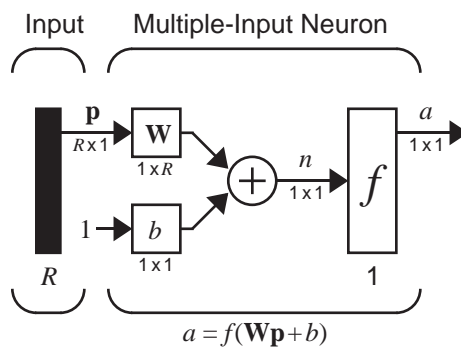 Input Multiple-Input Neuron
p W n a
R x 1 1 x R 1 x 1 1 x 1
f
1 b
1 x 1
R 1
a = f(Wp + b)